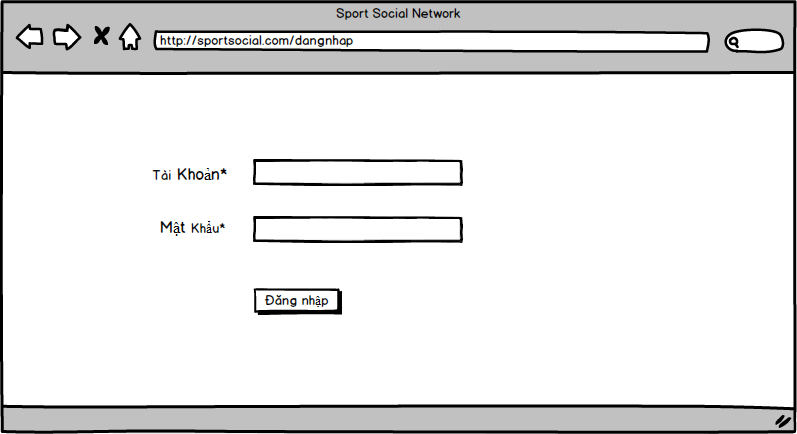 Sport Social Network
http://sportsocial.com/dangnhap
Tài Khoản*
Mật Khẩu*
Đăng nhập